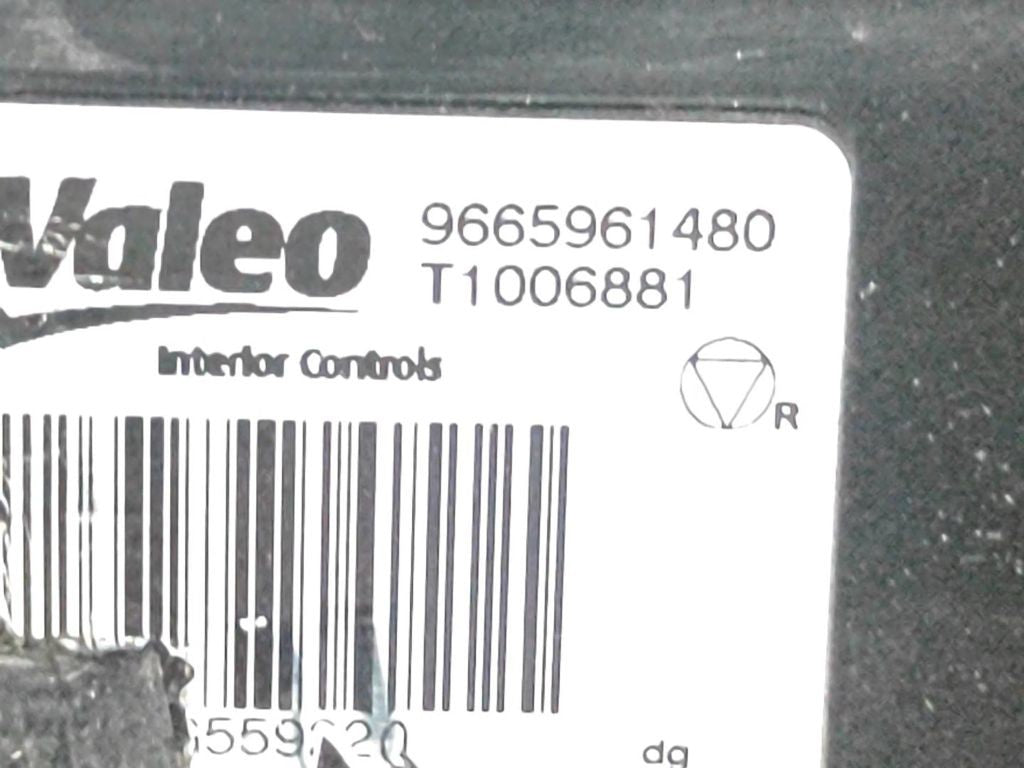 Valeo
9665961480
T1006881
Interior Controls
R
dg